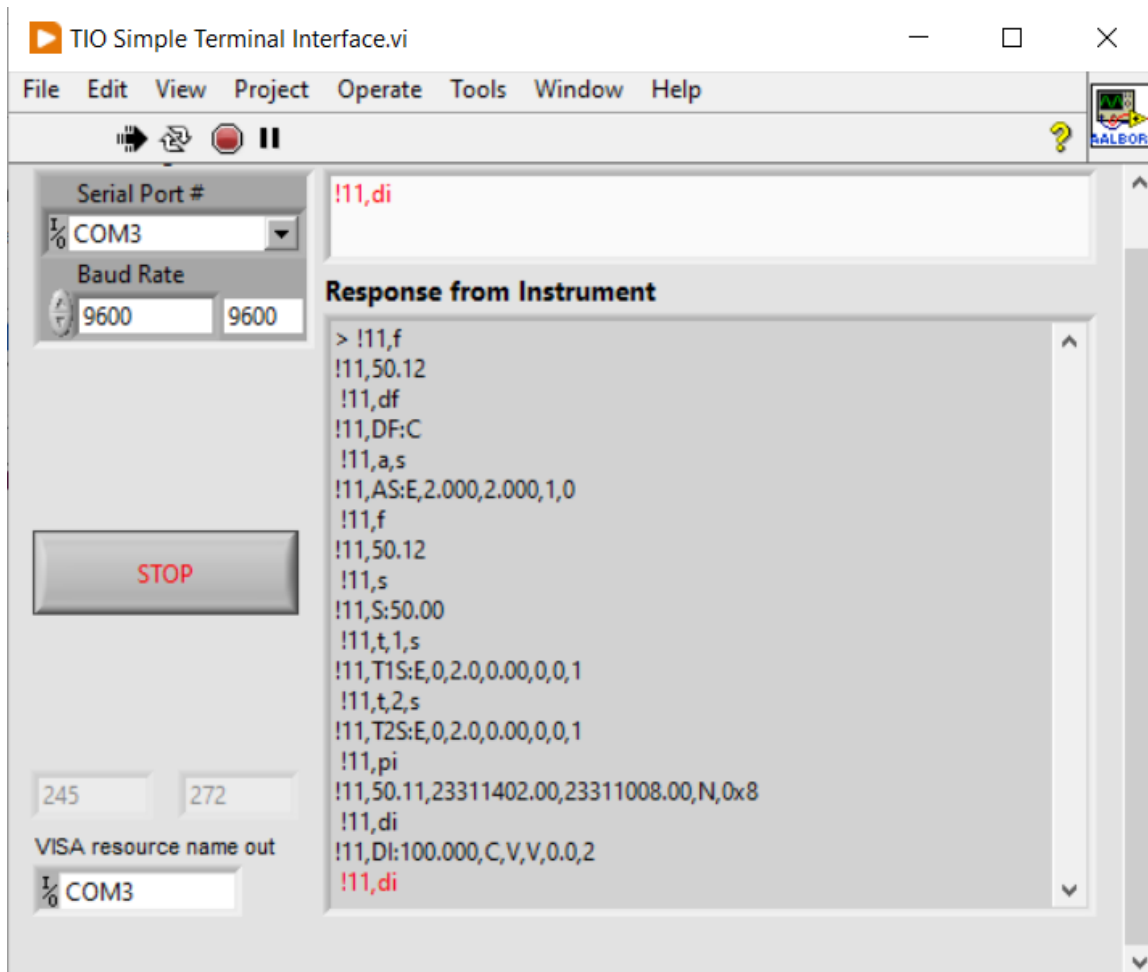 TIO Simple Terminal Interface.vi
File Edit View Project Operate Tools Window Help
AALBOR
Serial Port #
COM3
Baud Rate
9600 9600
!11,di
Response from Instrument
> !11,f
!11,50.12
!11,df
!11,DF:C
!11,a,s
!11,AS:E,2.000,2.000,1,0
!11,f
!11,50.12
!11,s
!11,S:50.00
!11,t,1,s
!11,T1S:E,0,2.0,0.00,0,0,1
!11,t,2,s
!11,T2S:E,0,2.0,0.00,0,0,1
!11,pi
!11,50.11,23311402.00,23311008.00,N,0x8
!11,di
!11,DI:100.000,C,V,V,0.0,2
!11,di
STOP
245 272
VISA resource name out
COM3